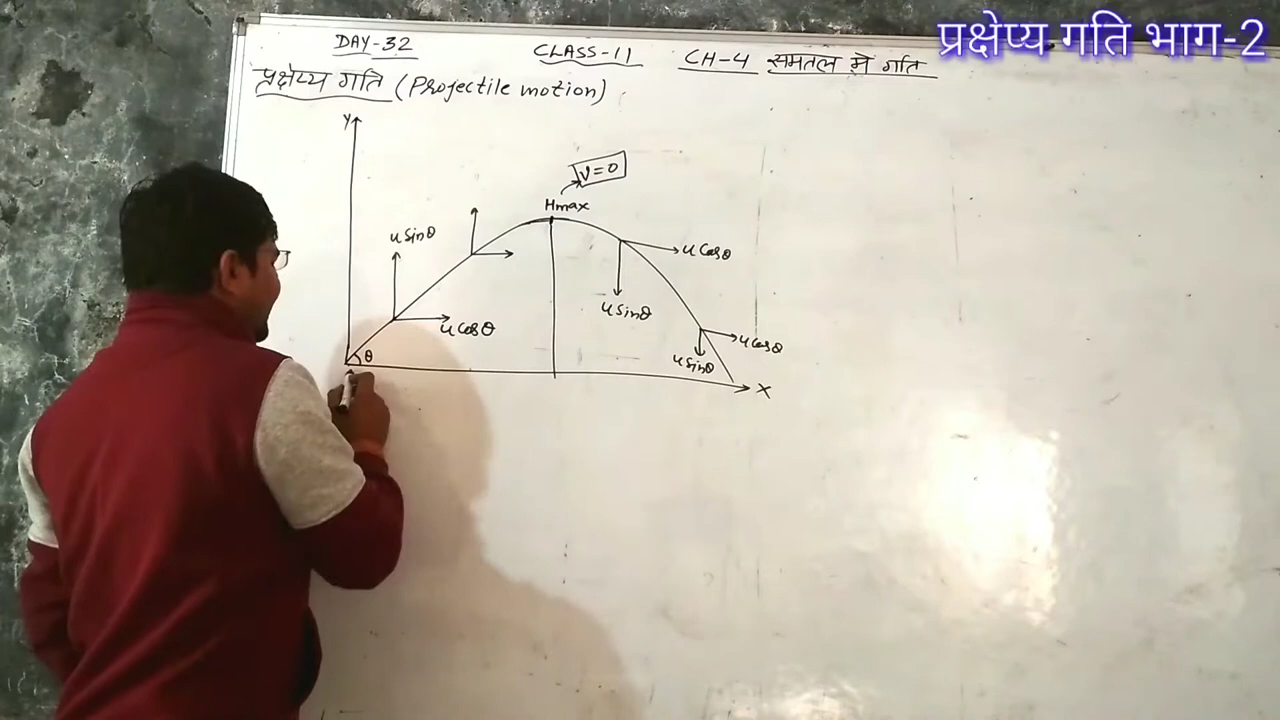 प्रक्षेप्य गति भाग-2
DAY-32 CLASS-11 CH-4 समतल मे गति
प्रक्षेप्य गति (Projectile motion)
Y
V=0
Hmax
u sinθ
u cosθ
u sinθ
u cosθ
u cosθ
u sinθ
θ
X